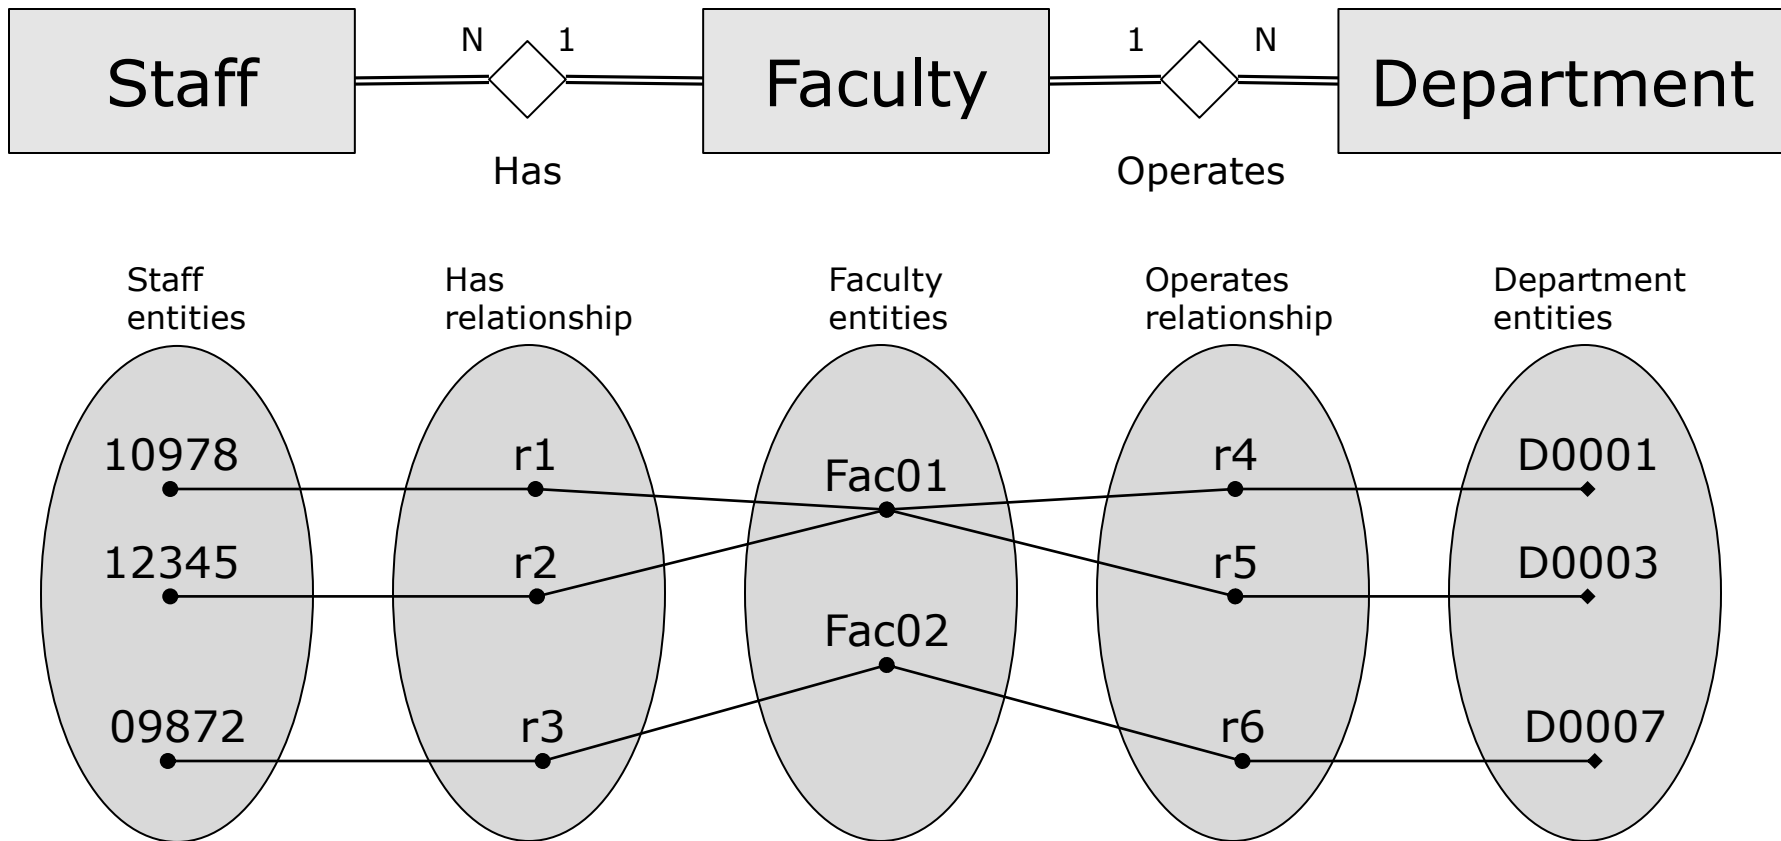 N 1 1 N
Staff Faculty Department
Has Operates
Staff Has Faculty Operates Department
entities relationship entities relationship entities
10978 r1 Fac01 r4 D0001
12345 r2 r5 D0003
Fac02
09872 r3 r6 D0007